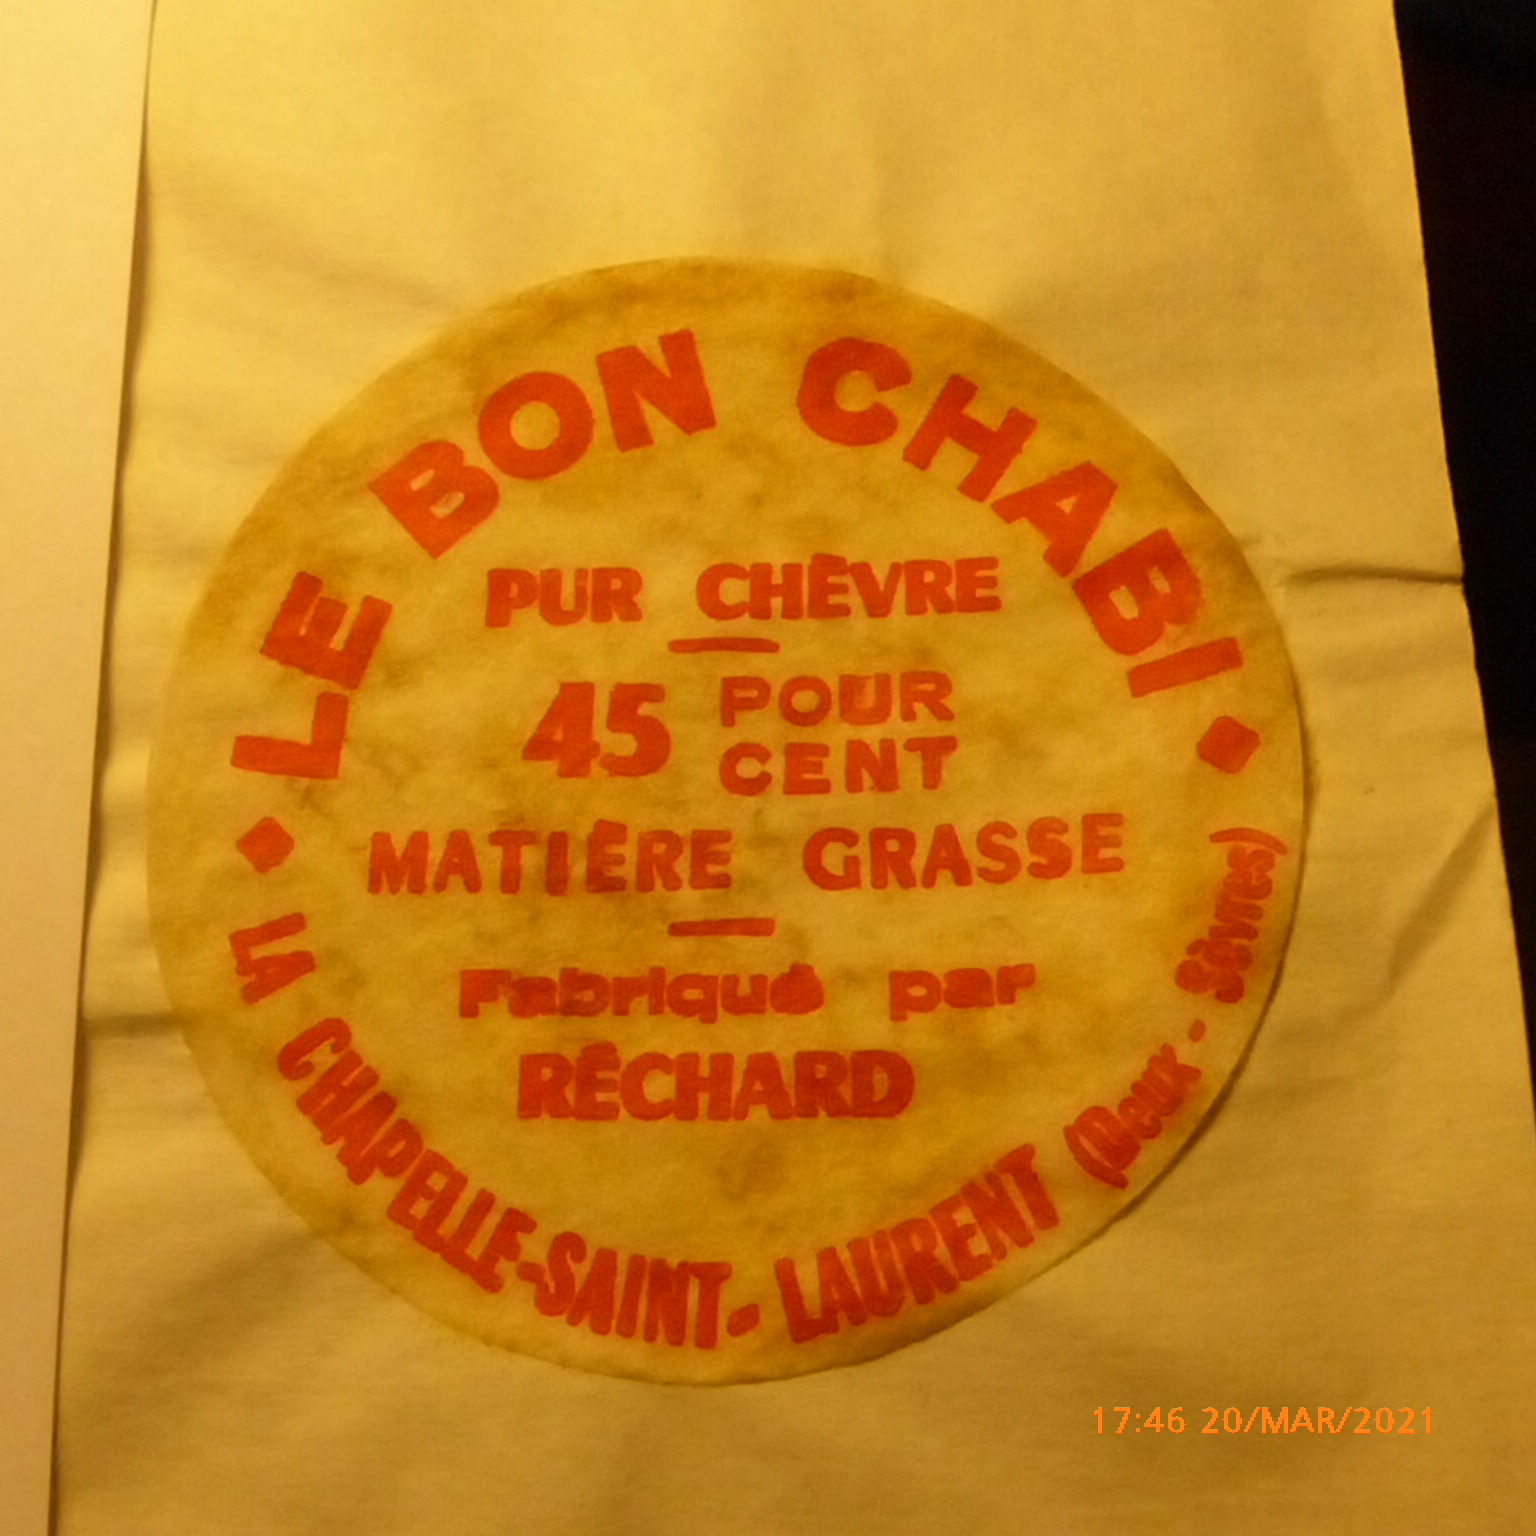 LE BON CHABI
PUR CHÈVRE
45 POUR CENT
MATIÈRE GRASSE
Fabriqué par
RÉCHARD
LA CHAPELLE-SAINT-LAURENT (Deux-Sèvres)
17:46 20/MAR/2021